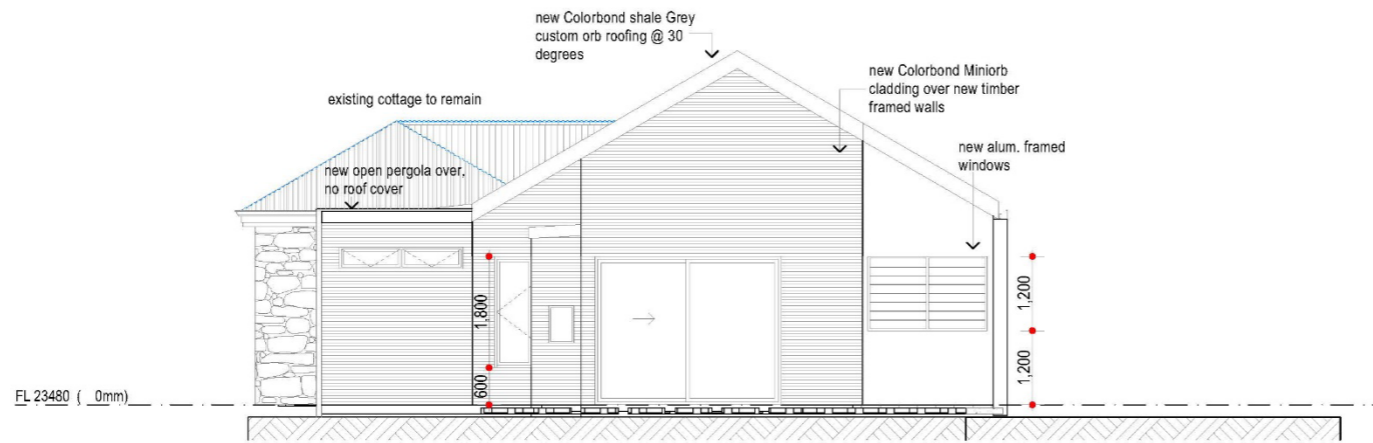 new Colorbond shale Grey
custom orb roofing @ 30
degrees
new Colorbond Miniorb
cladding over new timber
framed walls
existing cottage to remain
new alum. framed
windows
new open pergola over,
no roof cover
1,800
600
1,200
1,200
FL 23480 ( 0mm)